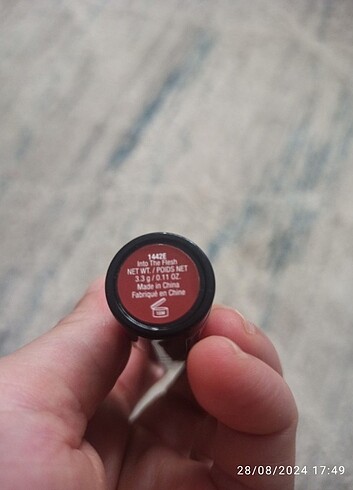 1442E
Into The Flesh
NET WT. / POIDS NET
3.3 g / 0.11 OZ.
Made in China
Fabriqué en Chine
28/08/2024 17:49